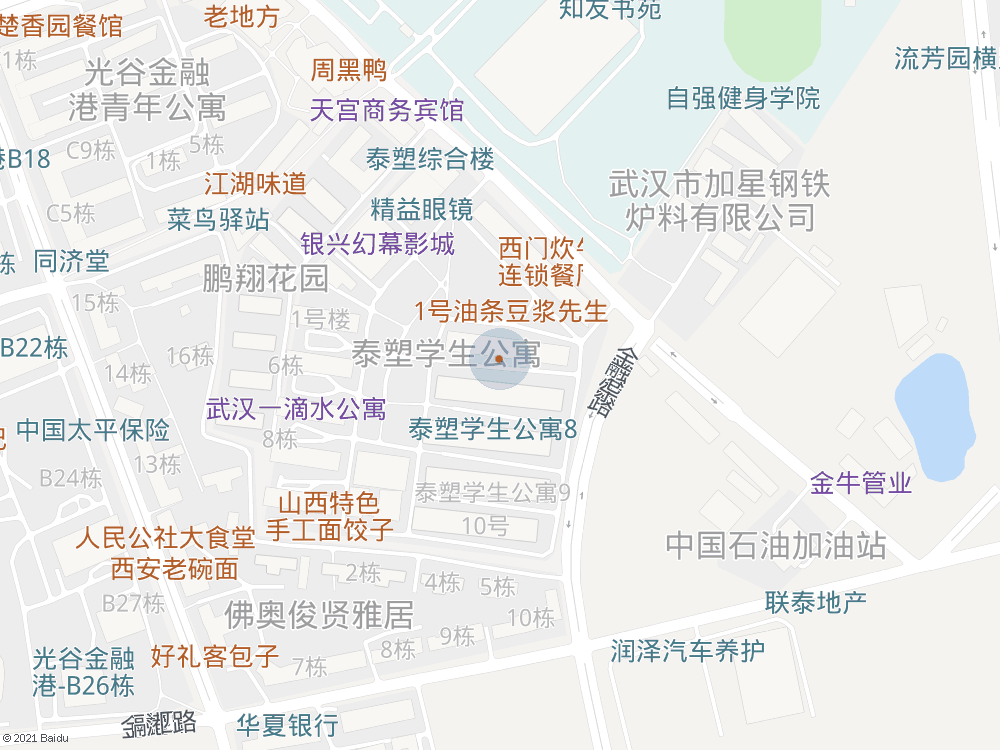 知友书苑
老地方
楚香园餐馆
1栋
流芳园横
光谷金融
港青年公寓
周黑鸭
自强健身学院
天宫商务宾馆
5栋
C9栋
1栋
港B18
泰塑综合楼
武汉市加星钢铁
炉料有限公司
江湖味道
C5栋
菜鸟驿站
精益眼镜
银兴幻幕影城
西门炊
连锁餐厅
栋
同济堂
鹏翔花园
15栋
1号楼
1号油条豆浆先生
B22栋
16栋
6栋
泰塑学生公寓
14栋
武汉一滴水公寓
中国太平保险
8栋
泰塑学生公寓8
13栋
B24栋
泰塑学生公寓9
金牛管业
山西特色
手工面饺子
10号
人民公社大食堂
西安老碗面
中国石油加油站
2栋
4栋
5栋
B27栋
佛奥俊贤雅居
10栋
联泰地产
9栋
8栋
光谷金融
港-B26栋
好礼客包子
7栋
润泽汽车养护
华夏银行
© 2021 Baidu